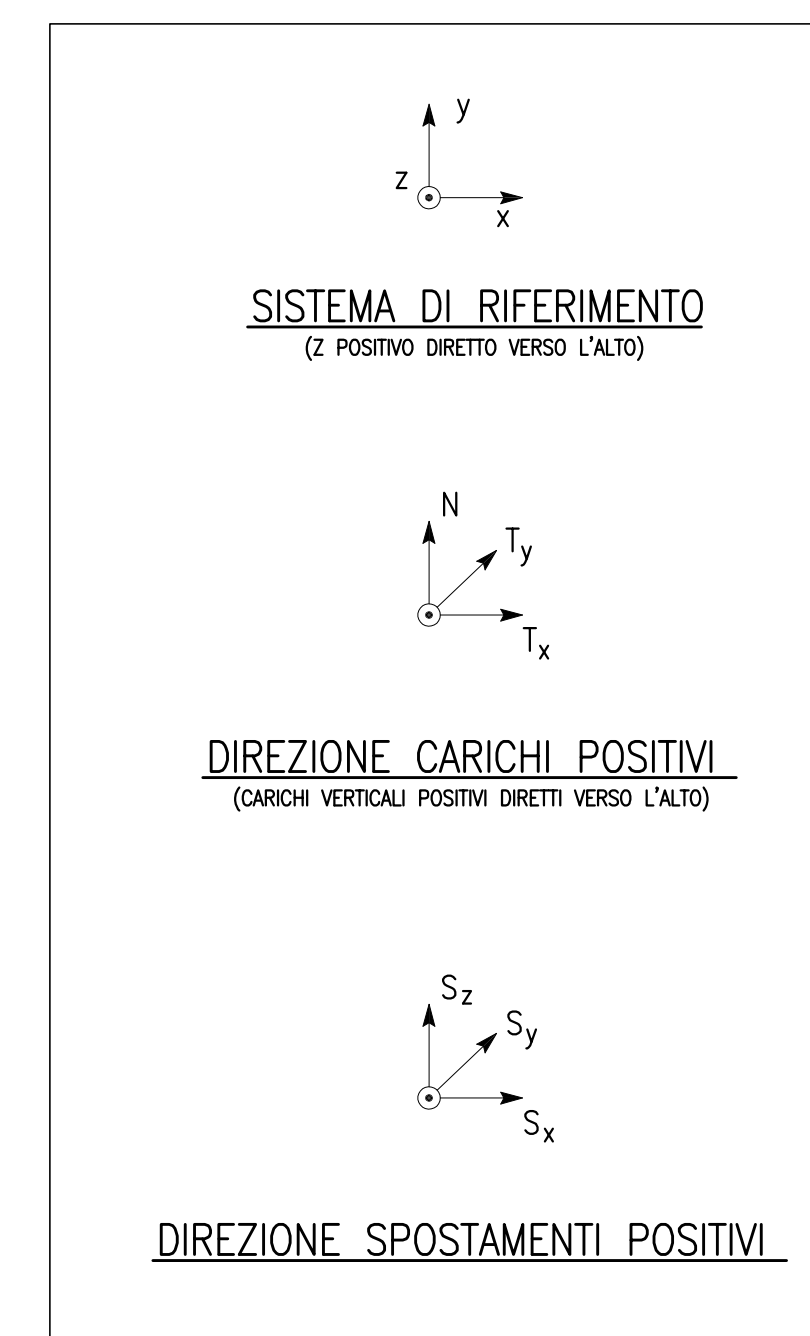 y
z
x
SISTEMA DI RIFERIMENTO
(Z POSITIVO DIRETTO VERSO L'ALTO)
N
Ty
Tx
DIREZIONE CARICHI POSITIVI
(CARICHI VERTICALI POSITIVI DIRETTI VERSO L'ALTO)
Sz
Sy
Sx
DIREZIONE SPOSTAMENTI POSITIVI